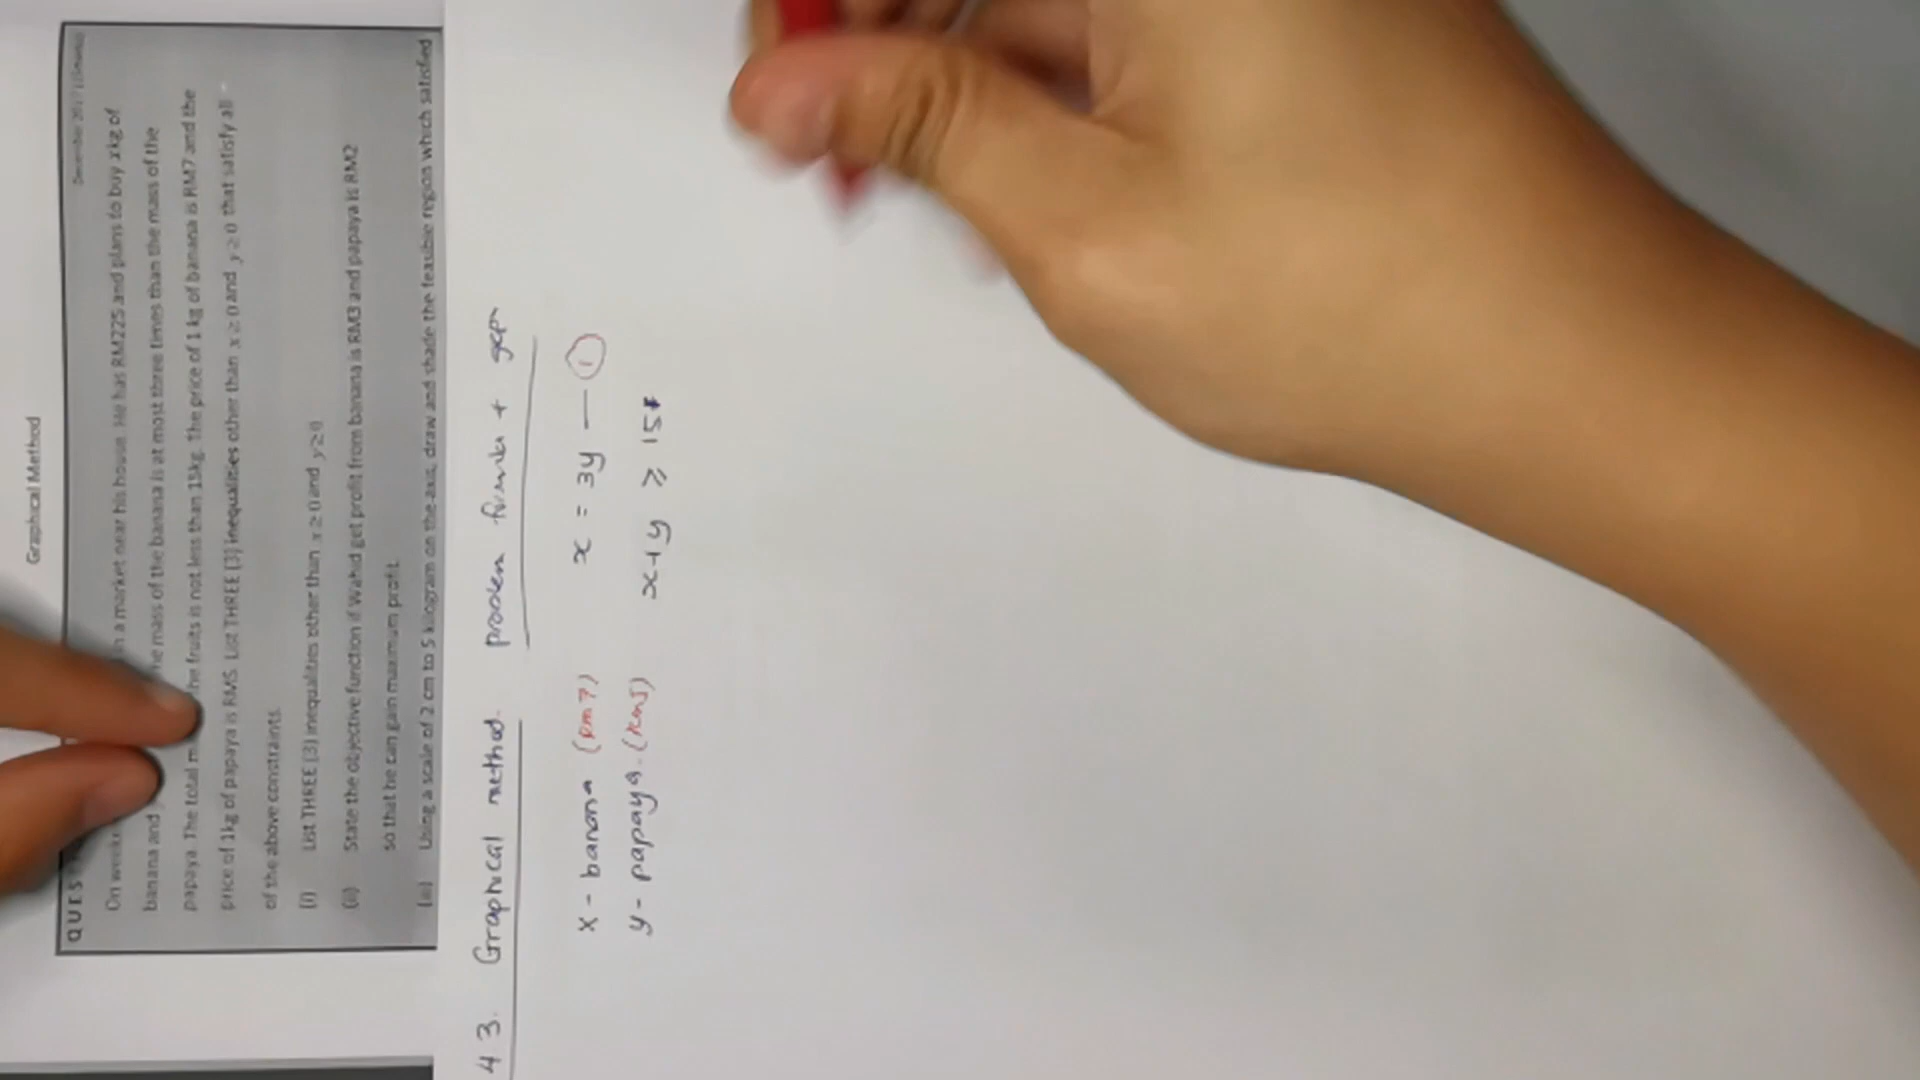 Graphical Method
December 2017
On a market near his house. He has RM225 and plans to buy x kg of
banana and the mass of the banana is at most three times than the mass of the
papaya. The total the fruits is not less than 15kg. the price of 1 kg of banana is RM7 and the
price of 1kg of papaya is RM5. List THREE [3] inequalities other than x ≥ 0 and y ≥ 0 that satisfy all
of the above constraints.
(i) List THREE [3] inequalities other than x ≥ 0 and y ≥ 0
(ii) State the objective function if Wahid get profit from banana is RM3 and papaya is RM2
so that he can gain maximum profit.
(iii) Using a scale of 2 cm to 5 kilogram on the axis, draw and shade the feasible region which satisfied
4 3. Graphical method. +
x - banana (RM7) x = 3y — ①
y - papaya. (RM5) x+y ≥ 15